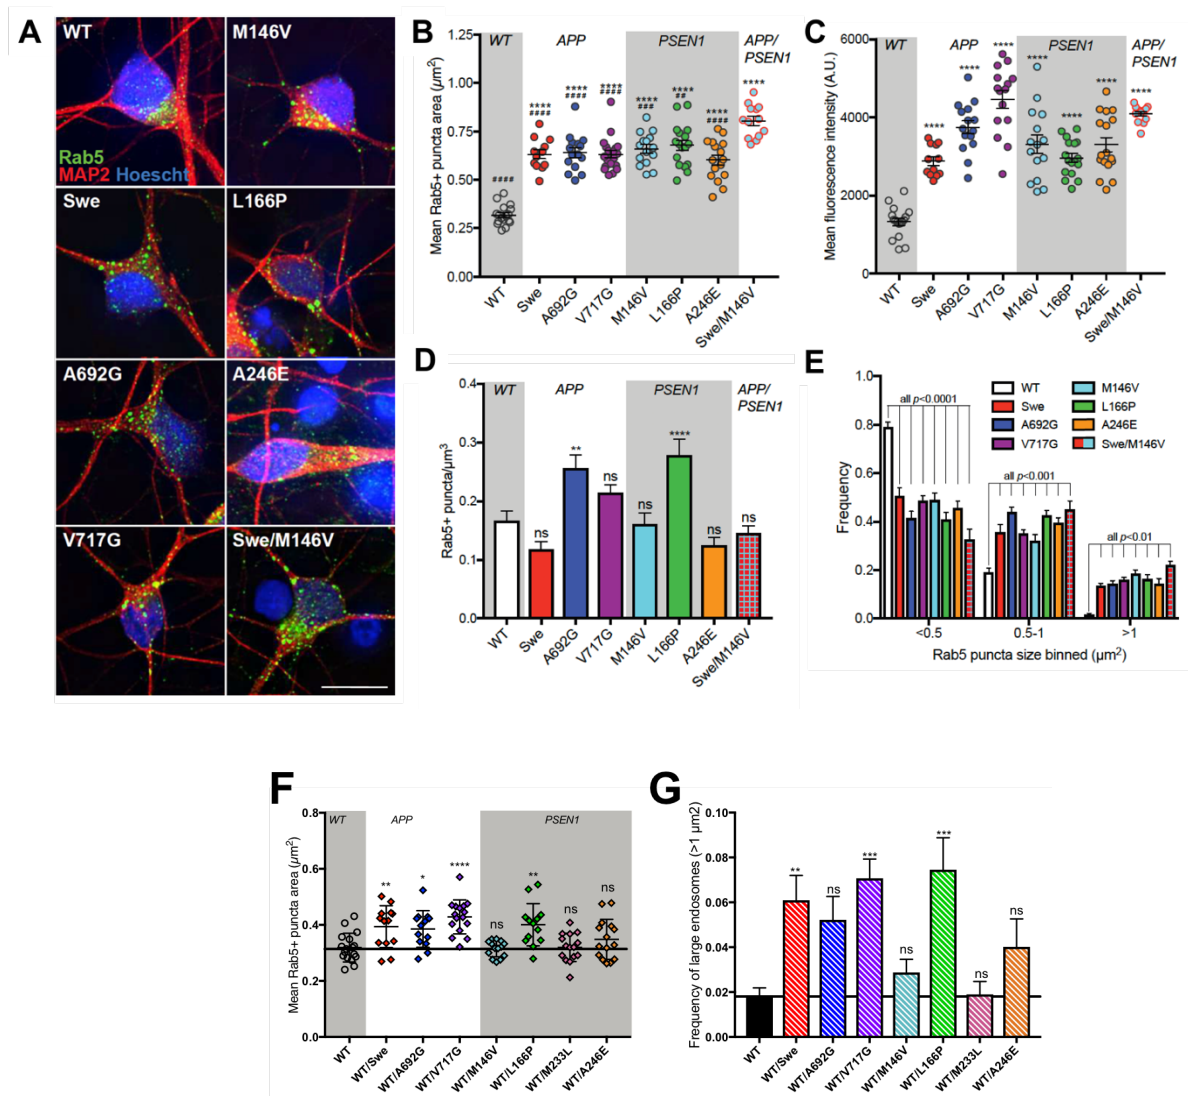 A
WT
M146V
Rab5
MAP2 Hoescht
Swe
L166P
A692G
A246E
V717G
Swe/M146V
B
Mean Rab5+ puncta area (µm²)
1.25
1.00
0.75
0.50
0.25
0.00
WT
APP
PSEN1
APP/
PSEN1
####
****
####
****
####
****
####
****
###
****
##
****
####
****
WT
Swe
A692G
V717G
M146V
L166P
A246E
Swe/M146V
C
Mean fluorescence intensity (A.U.)
6000
4000
2000
0
WT
APP
PSEN1
APP/
PSEN1
****
****
****
****
****
****
****
WT
Swe
A692G
V717G
M146V
L166P
A246E
Swe/M146V
D
Rab5+ puncta/µm³
0.4
0.3
0.2
0.1
0.0
WT
APP
PSEN1
APP/
PSEN1
ns
**
ns
ns
****
ns
ns
WT
Swe
A692G
V717G
M146V
L166P
A246E
Swe/M146V
E
Frequency
1.0
0.8
0.6
0.4
0.2
0.0
WT
Swe
A692G
V717G
M146V
L166P
A246E
Swe/M146V
all p<0.0001
all p<0.001
all p<0.01
<0.5
0.5-1
>1
Rab5 puncta size binned (µm²)
F
Mean Rab5+ puncta area (µm²)
0.8
0.6
0.4
0.2
0.0
WT
APP
PSEN1
**
*
****
ns
**
ns
ns
WT
WT/Swe
WT/A692G
WT/V717G
WT/M146V
WT/L166P
WT/M233L
WT/A246E
G
Frequency of large endosomes (>1 µm2)
0.10
0.08
0.06
0.04
0.02
0.00
**
ns
***
ns
***
ns
ns
WT
WT/Swe
WT/A692G
WT/V717G
WT/M146V
WT/L166P
WT/M233L
WT/A246E